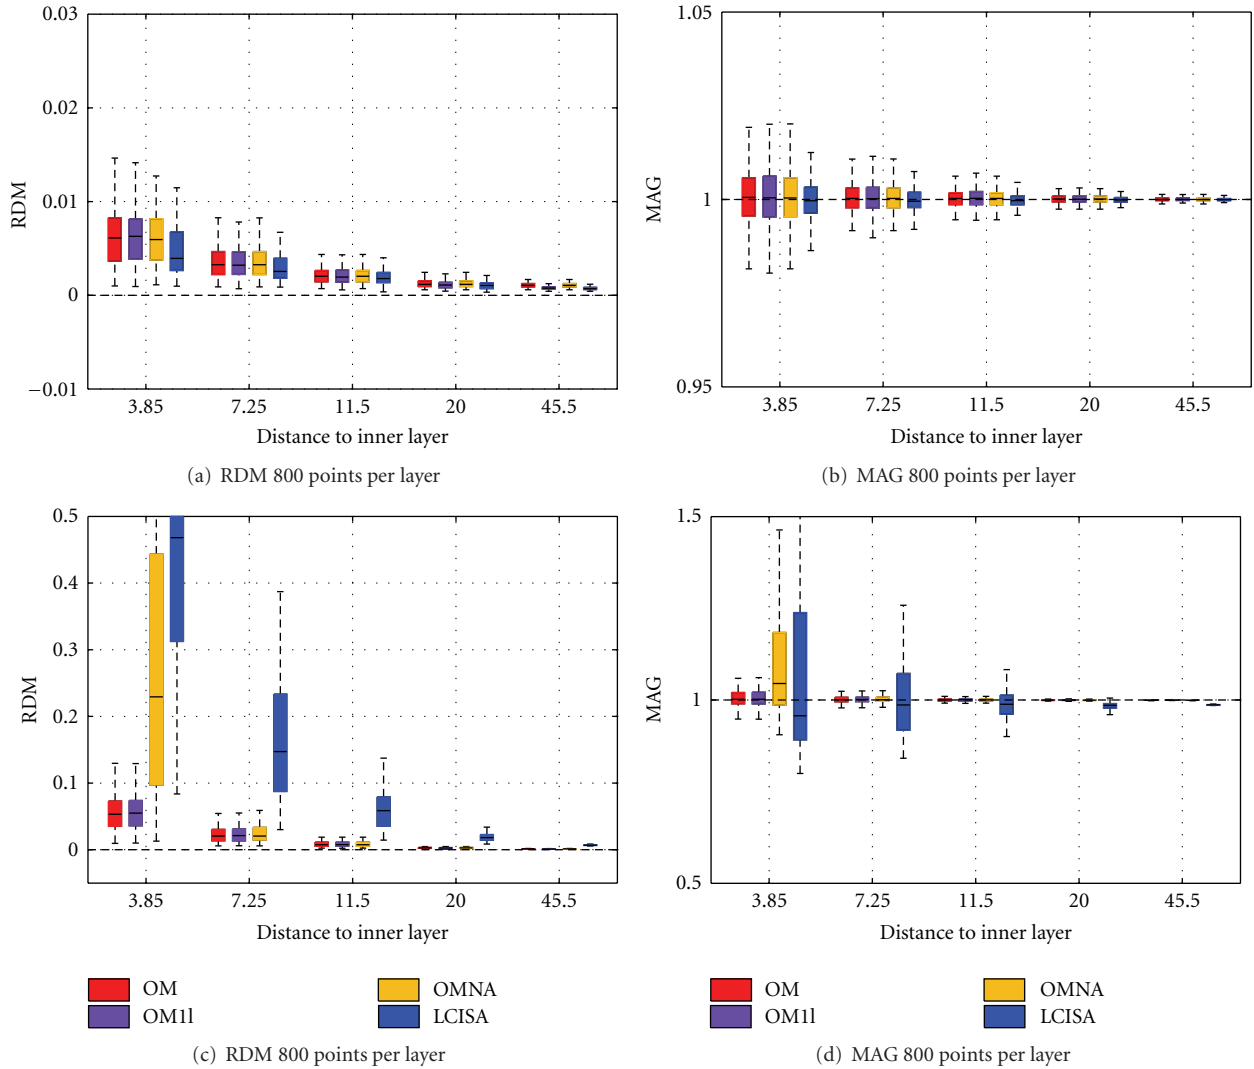 0.03
0.02
0.01
0
−0.01
RDM
3.85 7.25 11.5 20 45.5
Distance to inner layer
(a) RDM 800 points per layer
1.05
1
0.95
MAG
3.85 7.25 11.5 20 45.5
Distance to inner layer
(b) MAG 800 points per layer
0.5
0.4
0.3
0.2
0.1
0
RDM
3.85 7.25 11.5 20 45.5
Distance to inner layer
OM OMNA
OM1l LCISA
(c) RDM 800 points per layer
1.5
1
0.5
MAG
3.85 7.25 11.5 20 45.5
Distance to inner layer
OM OMNA
OM1l LCISA
(d) MAG 800 points per layer